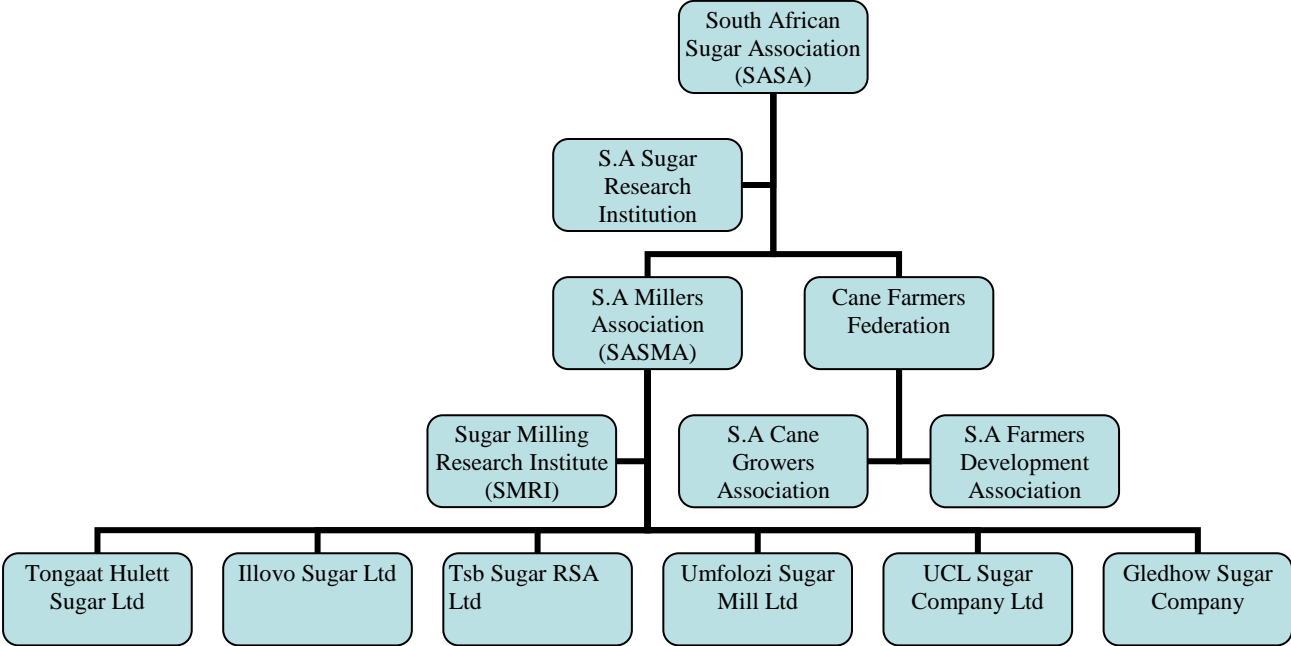 South African
Sugar Association
(SASA)
S.A Sugar
Research
Institution
S.A Millers
Association
(SASMA)
Cane Farmers
Federation
Sugar Milling
Research Institute
(SMRI)
S.A Cane
Growers
Association
S.A Farmers
Development
Association
Tongaat Hulett
Sugar Ltd
Illovo Sugar Ltd
Tsb Sugar RSA
Ltd
Umfolozi Sugar
Mill Ltd
UCL Sugar
Company Ltd
Gledhow Sugar
Company